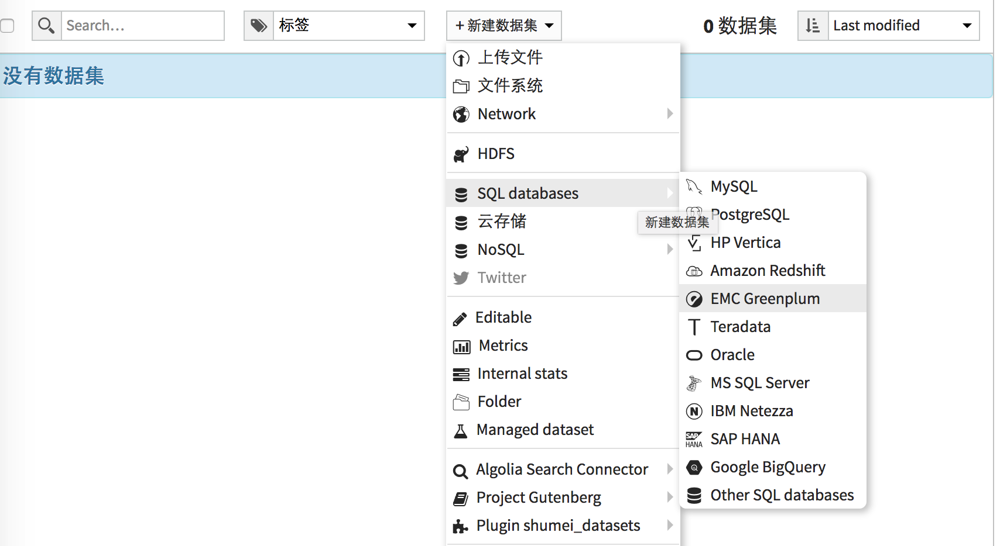 Search...
标签
+ 新建数据集
0 数据集
Last modified
没有数据集
上传文件
文件系统
Network
HDFS
SQL databases
云存储
NoSQL
Twitter
Editable
Metrics
Internal stats
Folder
Managed dataset
Algolia Search Connector
Project Gutenberg
Plugin shumei_datasets
新建数据集
MySQL
PostgreSQL
HP Vertica
Amazon Redshift
EMC Greenplum
Teradata
Oracle
MS SQL Server
IBM Netezza
SAP HANA
SAP HANA
Google BigQuery
Other SQL databases